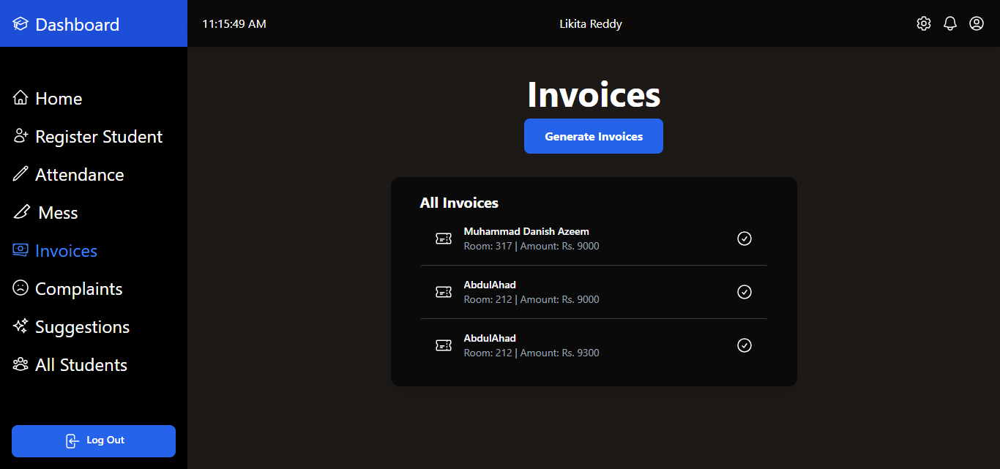 Dashboard
11:15:49 AM
Likita Reddy
Home
Register Student
Attendance
Mess
Invoices
Complaints
Suggestions
All Students
Log Out
Invoices
Generate Invoices
All Invoices
Muhammad Danish Azeem
Room: 317 | Amount: Rs. 9000
AbdulAhad
Room: 212 | Amount: Rs. 9000
AbdulAhad
Room: 212 | Amount: Rs. 9300